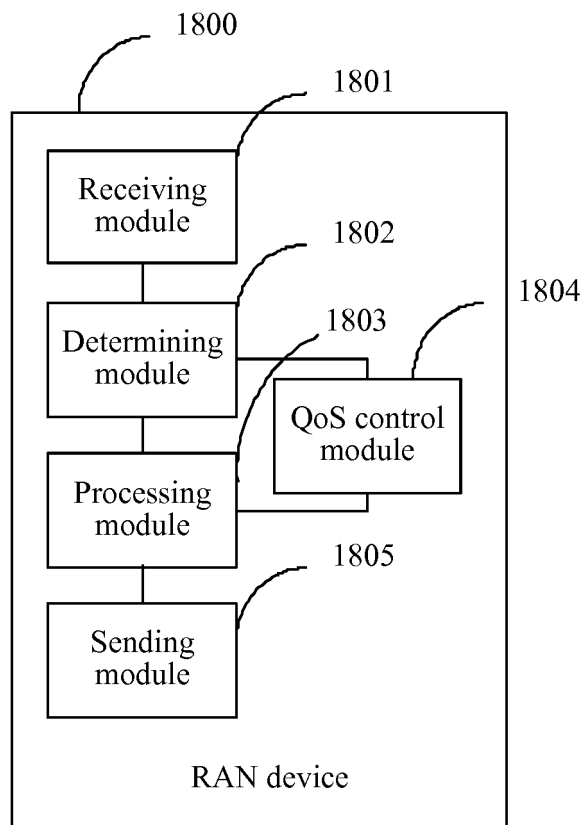 1800
1801
Receiving
module
1802
Determining
module
1803
1804
QoS control
module
Processing
module
1805
Sending
module
RAN device